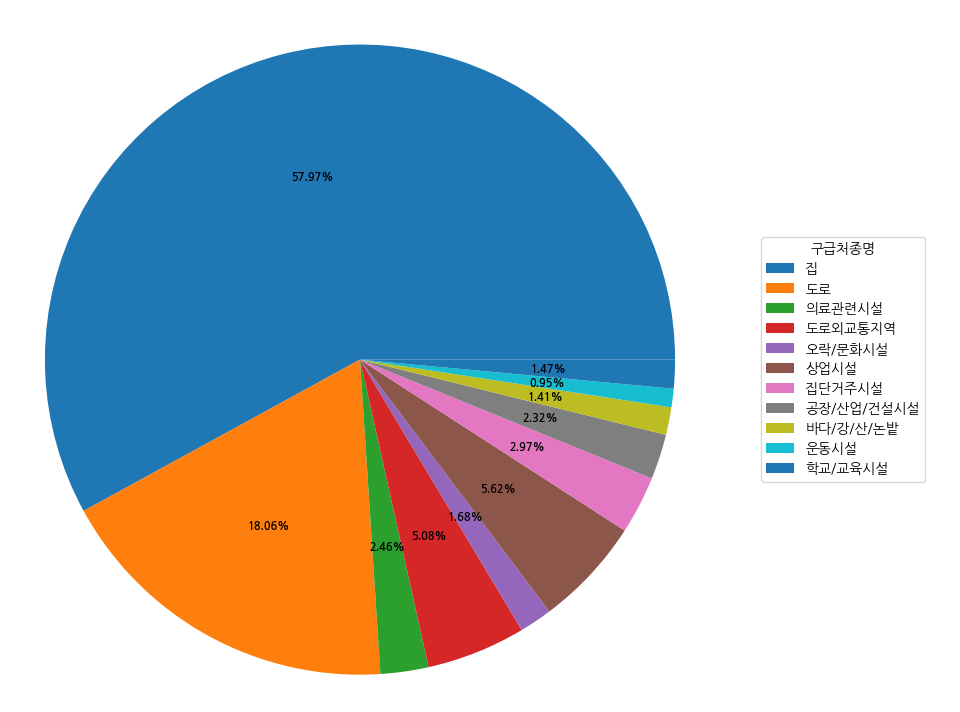 57.97%
18.06%
2.46%
5.08%
1.68%
5.62%
2.97%
2.32%
1.41%
0.95%
1.47%
구급처종명
집
도로
의료관련시설
도로외교통지역
오락/문화시설
상업시설
집단거주시설
공장/산업/건설시설
바다/강/산/논밭
운동시설
학교/교육시설